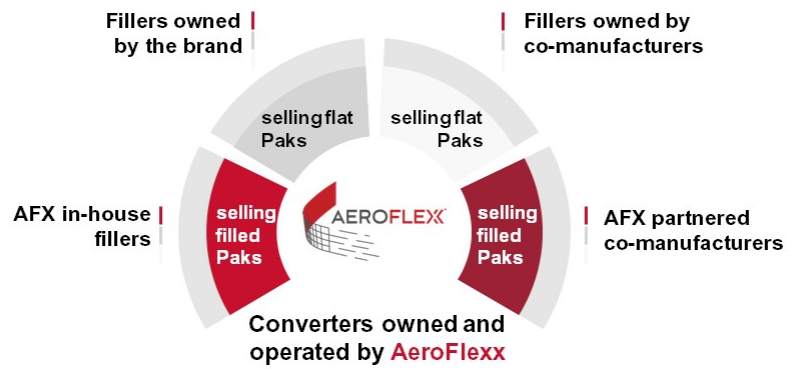 Fillers owned
by the brand
Fillers owned by
co-manufacturers
selling flat
Paks
selling flat
Paks
AFX in-house
fillers
selling
filled
Paks
AEROFLEXX
selling
filled
Paks
AFX partnered
co-manufacturers
Converters owned and
operated by AeroFlexx